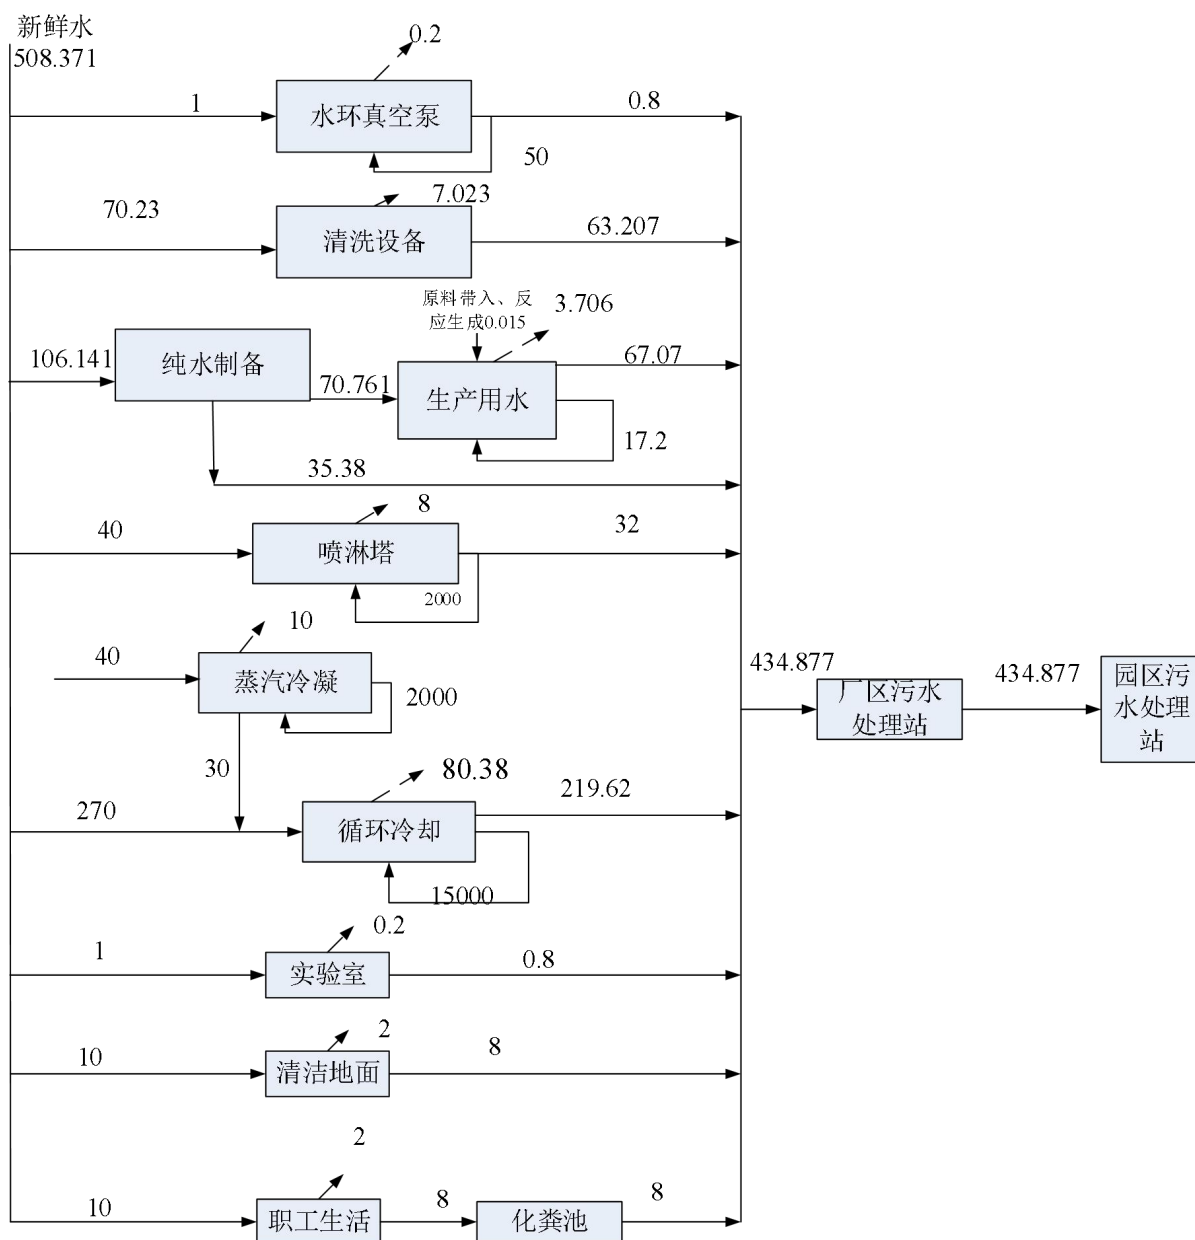 新鲜水
508.371
0.2
1
水环真空泵
0.8
50
7.023
70.23
清洗设备
63.207
原料带入、反
应生成0.015
3.706
106.141
纯水制备
70.761
生产用水
67.07
17.2
35.38
8
40
喷淋塔
32
2000
10
40
蒸汽冷凝
2000
30
434.877
厂区污水
处理站
434.877
园区污
水处理
站
80.38
270
循环冷却
219.62
15000
0.2
1
实验室
0.8
2
10
清洁地面
8
2
10
职工生活
8
化粪池
8